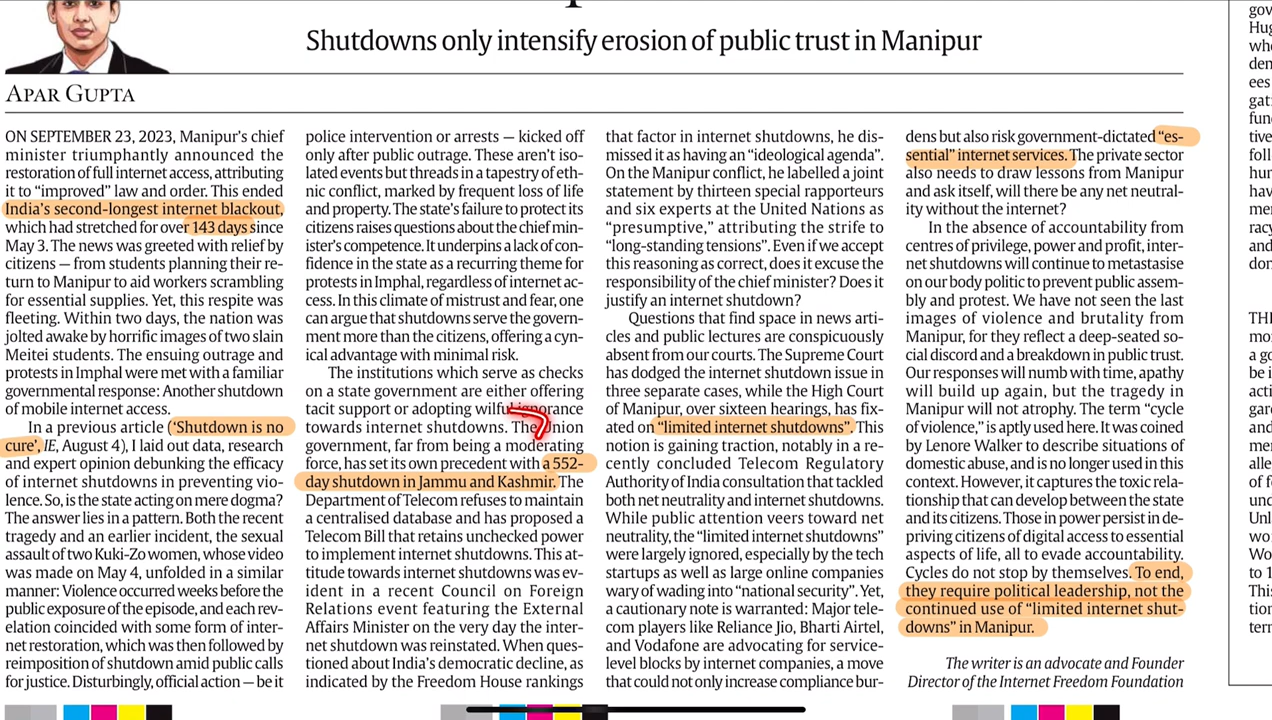 Shutdowns only intensify erosion of public trust in Manipur
APAR GUPTA
ON SEPTEMBER 23, 2023, Manipur's chief
minister triumphantly announced the
restoration of full internet access, attributing
it to “improved” law and order. This ended
India's second-longest internet blackout,
which had stretched for over 143 days since
May 3. The news was greeted with relief by
citizens — from students planning their re-
turn to Manipur to aid workers scrambling
for essential supplies. Yet, this respite was
fleeting. Within two days, the nation was
jolted awake by horrific images of two slain
Meitei students. The ensuing outrage and
protests in Imphal were met with a familiar
governmental response: Another shutdown
of mobile internet access.
In a previous article (‘Shutdown is no
cure’, IE, August 4), I laid out data, research
and expert opinion debunking the efficacy
of internet shutdowns in preventing vio-
lence. So, is the state acting on mere dogma?
The answer lies in a pattern. Both the recent
tragedy and an earlier incident, the sexual
assault of two Kuki-Zo women, whose video
was made on May 4, unfolded in a similar
manner: Violence occurred weeks before the
public exposure of the episode, and each rev-
elation coincided with some form of inter-
net restoration, which was then followed by
reimposition of shutdown amid public calls
for justice. Disturbingly, official action — be it
police intervention or arrests — kicked off
only after public outrage. These aren't iso-
lated events but threads in a tapestry of eth-
nic conflict, marked by frequent loss of life
and property. The state's failure to protect its
citizens raises questions about the chief min-
ister's competence. It underpins a lack of con-
fidence in the state as a recurring theme for
protests in Imphal, regardless of internet ac-
cess. In this climate of mistrust and fear, one
can argue that shutdowns serve the govern-
ment more than the citizens, offering a cyn-
ical advantage with minimal risk.
The institutions which serve as checks
on a state government are either offering
tacit support or adopting wilful ignorance
towards internet shutdowns. The Union
government, far from being a moderating
force, has set its own precedent with a 552-
day shutdown in Jammu and Kashmir. The
Department of Telecom refuses to maintain
a centralised database and has proposed a
Telecom Bill that retains unchecked power
to implement internet shutdowns. This at-
titude towards internet shutdowns was ev-
ident in a recent Council on Foreign
Relations event featuring the External
Affairs Minister on the very day the inter-
net shutdown was reinstated. When ques-
tioned about India's democratic decline, as
indicated by the Freedom House rankings
that factor in internet shutdowns, he dis-
missed it as having an “ideological agenda”.
On the Manipur conflict, he labelled a joint
statement by thirteen special rapporteurs
and six experts at the United Nations as
“presumptive,” attributing the strife to
“long-standing tensions”. Even if we accept
this reasoning as correct, does it excuse the
responsibility of the chief minister? Does it
justify an internet shutdown?
Questions that find space in news arti-
cles and public lectures are conspicuously
absent from our courts. The Supreme Court
has dodged the internet shutdown issue in
three separate cases, while the High Court
of Manipur, over sixteen hearings, has fix-
ated on “limited internet shutdowns”. This
notion is gaining traction, notably in a re-
cently concluded Telecom Regulatory
Authority of India consultation that tackled
both net neutrality and internet shutdowns.
While public attention veers toward net
neutrality, the “limited internet shutdowns”
were largely ignored, especially by the tech
startups as well as large online companies
wary of wading into “national security”. Yet,
a cautionary note is warranted: Major tele-
com players like Reliance Jio, Bharti Airtel,
and Vodafone are advocating for service-
level blocks by internet companies, a move
that could not only increase compliance bur-
dens but also risk government-dictated “es-
sential” internet services. The private sector
also needs to draw lessons from Manipur
and ask itself, will there be any net neutral-
ity without the internet?
In the absence of accountability from
centres of privilege, power and profit, inter-
net shutdowns will continue to metastasise
on our body politic to prevent public assem-
bly and protest. We have not seen the last
images of violence and brutality from
Manipur, for they reflect a deep-seated so-
cial discord and a breakdown in public trust.
Our responses will numb with time, apathy
will build up again, but the tragedy in
Manipur will not atrophy. The term “cycle
of violence,” is aptly used here. It was coined
by Lenore Walker to describe situations of
domestic abuse, and is no longer used in this
context. However, it captures the toxic rela-
tionship that can develop between the state
and its citizens. Those in power persist in de-
priving citizens of digital access to essential
aspects of life, all to evade accountability.
Cycles do not stop by themselves. To end,
they require political leadership, not the
continued use of “limited internet shut-
downs” in Manipur.
The writer is an advocate and Founder
Director of the Internet Freedom Foundation